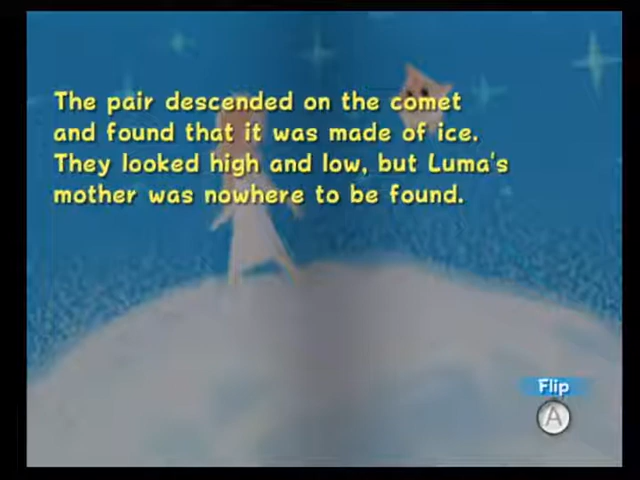 The pair descended on the comet
and found that it was made of ice.
They looked high and low, but Luma's
mother was nowhere to be found.
Flip
A